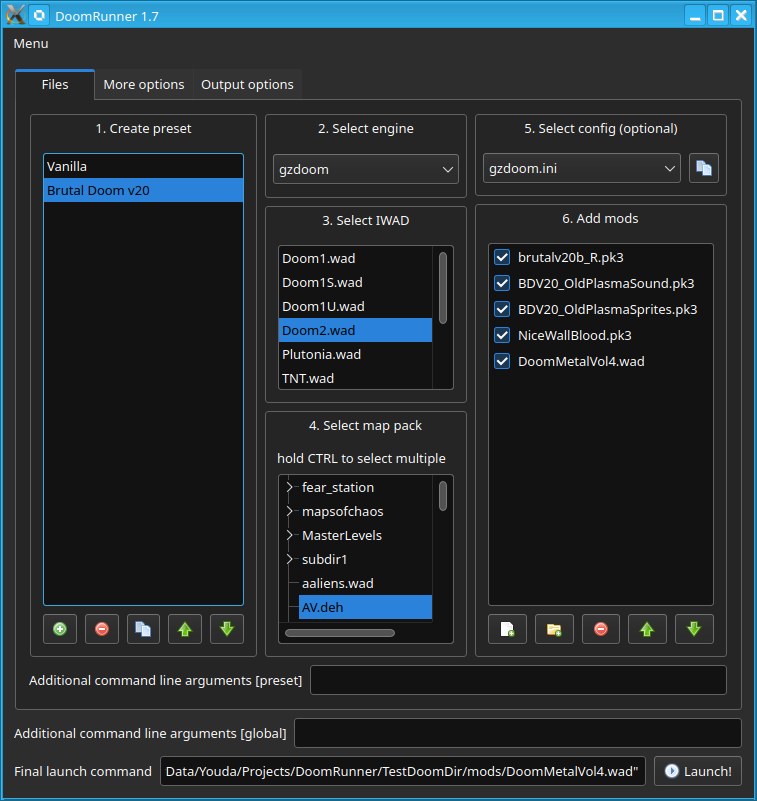 DoomRunner 1.7
Menu
Files
More options
Output options
1. Create preset
Vanilla
Brutal Doom v20
2. Select engine
gzdoom
3. Select IWAD
Doom1.wad
Doom1S.wad
Doom1U.wad
Doom2.wad
Plutonia.wad
TNT.wad
4. Select map pack
hold CTRL to select multiple
fear_station
mapsofchaos
MasterLevels
subdir1
aaliens.wad
AV.deh
5. Select config (optional)
gzdoom.ini
6. Add mods
brutalv20b_R.pk3
BDV20_OldPlasmaSound.pk3
BDV20_OldPlasmaSprites.pk3
NiceWallBlood.pk3
DoomMetalVol4.wad
Additional command line arguments [preset]
Additional command line arguments [global]
Final launch command
Data/Youda/Projects/DoomRunner/TestDoomDir/mods/DoomMetalVol4.wad"
Launch!